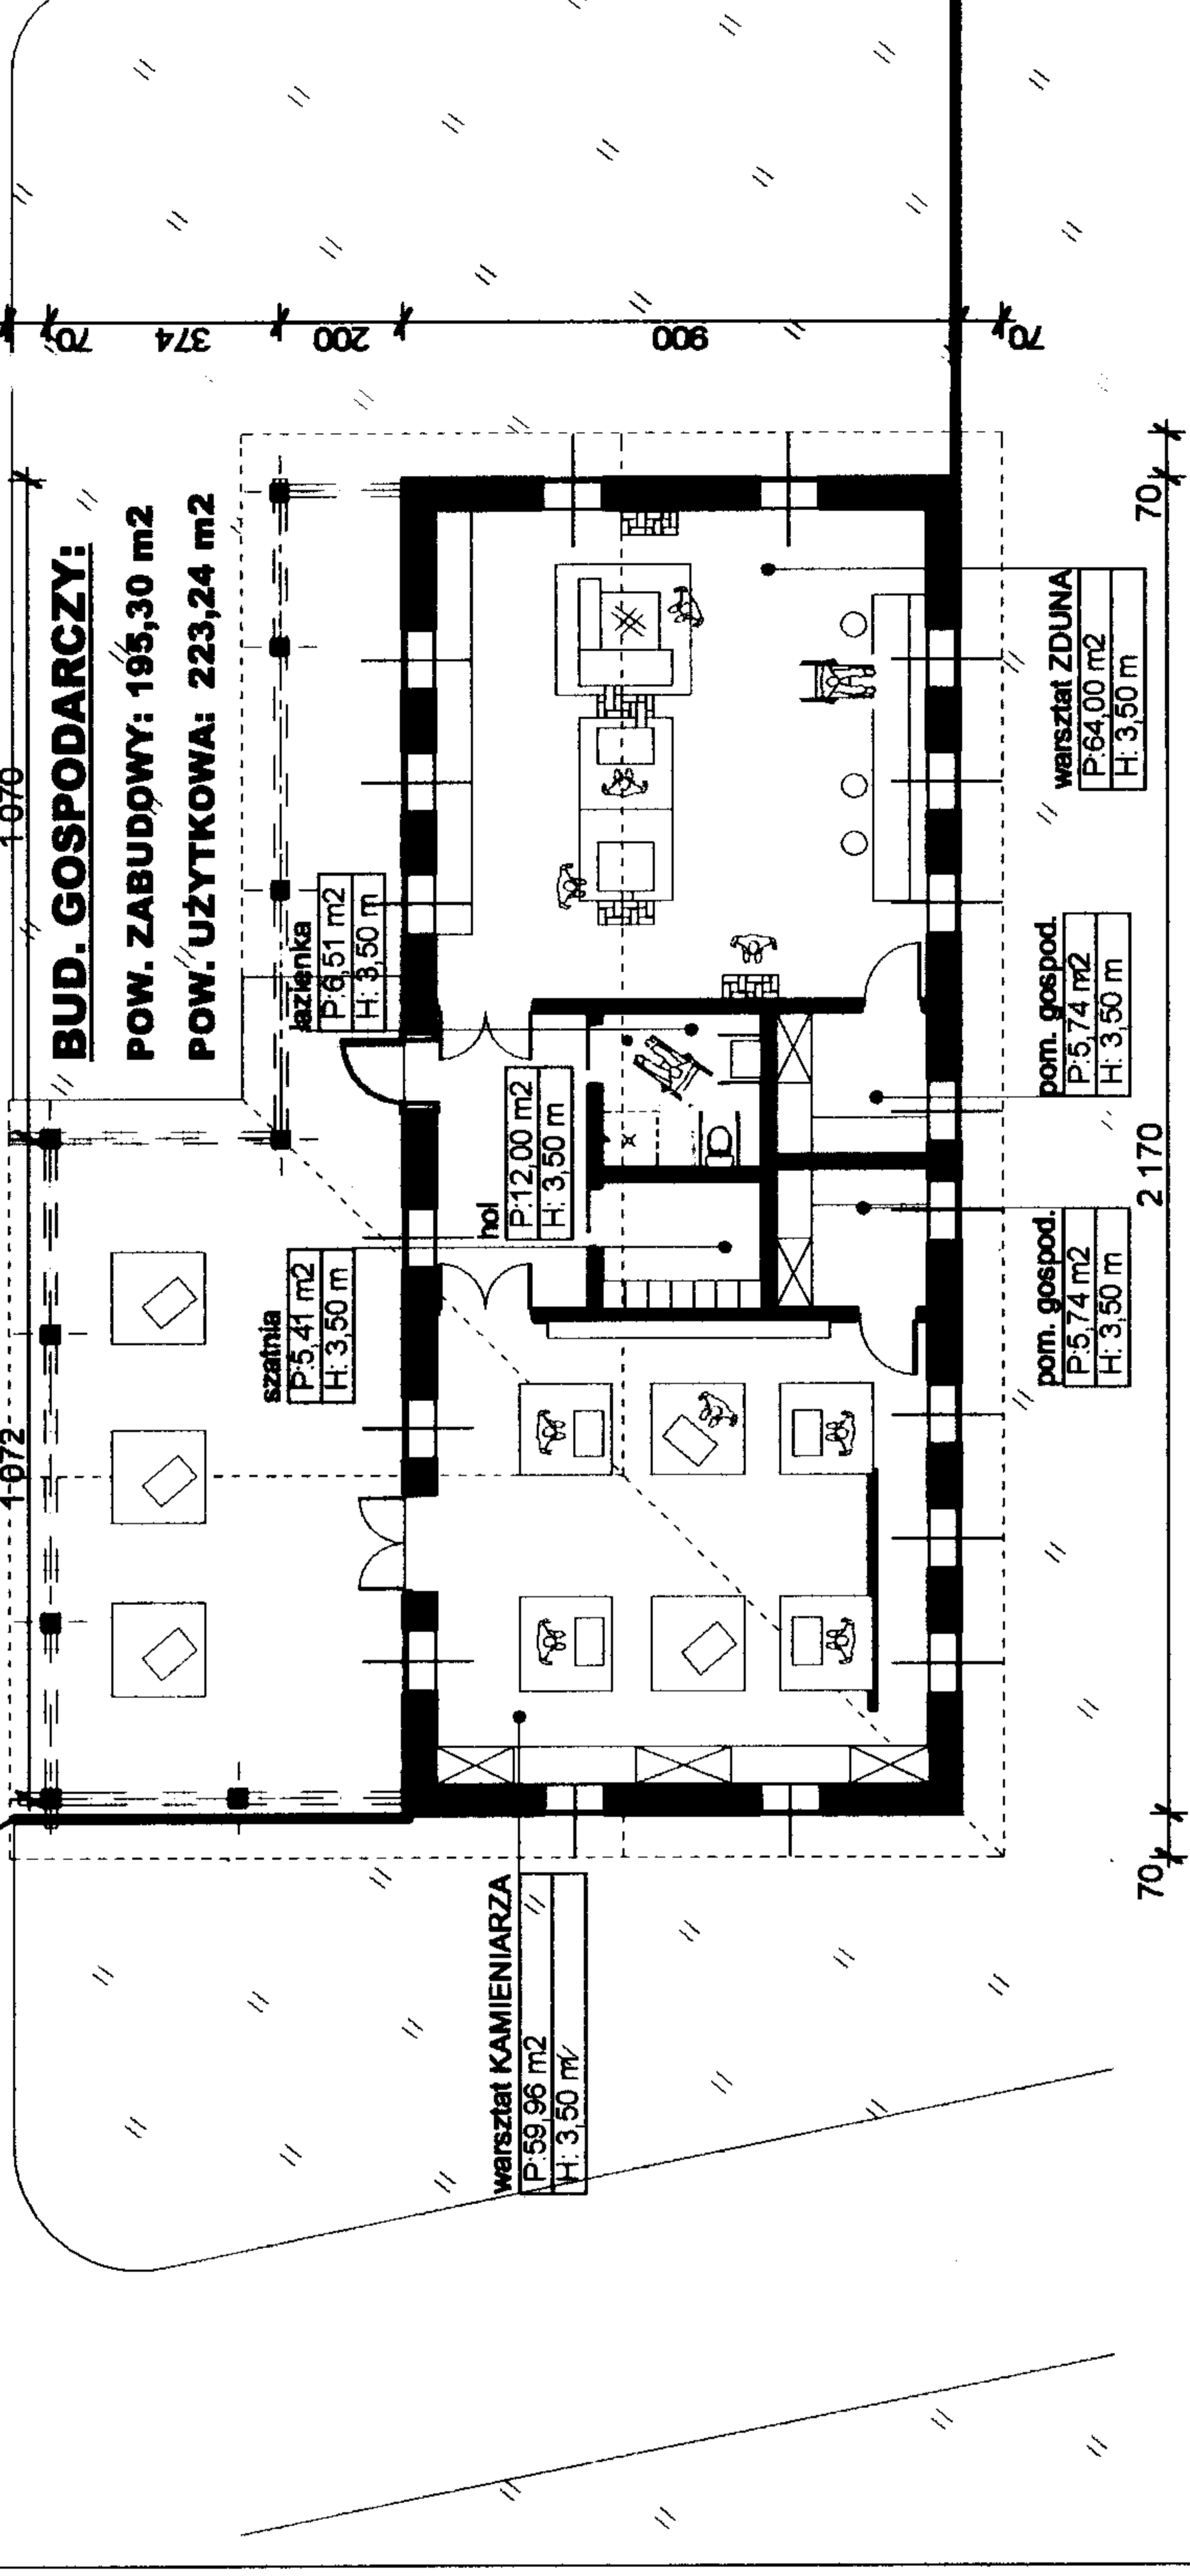 BUD. GOSPODARCZY:
POW. ZABUDOWY: 195,30 m2
POW. UŻYTKOWA: 223,24 m2
1 072
1 070
70
374
200
900
70
szatnia
P:5,41 m2
H: 3,50 m
łazienka
P:6,51 m2
H: 3,50 m
hol
P:12,00 m2
H: 3,50 m
warsztat KAMIENIARZA
P:59,96 m2
H: 3,50 m
pom. gospod.
P:5,74 m2
H: 3,50 m
pom. gospod.
P:5,74 m2
H: 3,50 m
warsztat ZDUNA
P:64,00 m2
H: 3,50 m
70
2 170
70